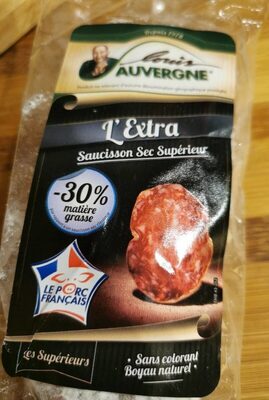 Depuis 1978
Louis
AUVERGNE
L'Extra
Saucisson Sec Supérieur
-30%
matière
grasse
LE PORC
FRANÇAIS
Les Supérieurs
• Sans colorant
Boyau naturel •